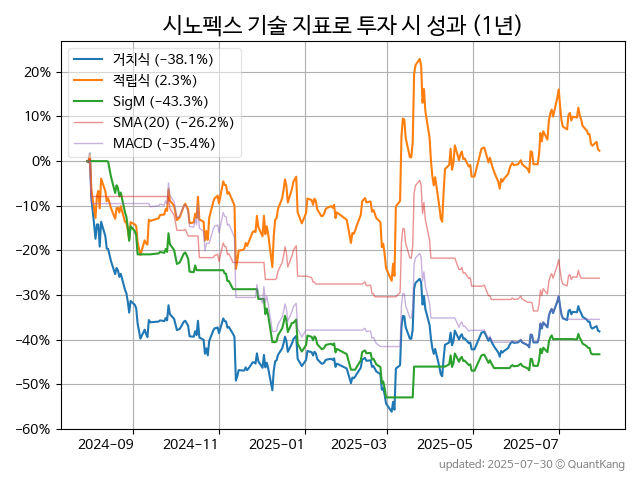 시노펙스 기술 지표로 투자 시 성과 (1년)
거치식 (−38.1%)
적립식 (2.3%)
SigM (−43.3%)
SMA(20) (−26.2%)
MACD (−35.4%)
20%
10%
0%
−10%
−20%
−30%
−40%
−50%
−60%
2024-09
2024-11
2025-01
2025-03
2025-05
2025-07
updated: 2025-07-30 © QuantKang